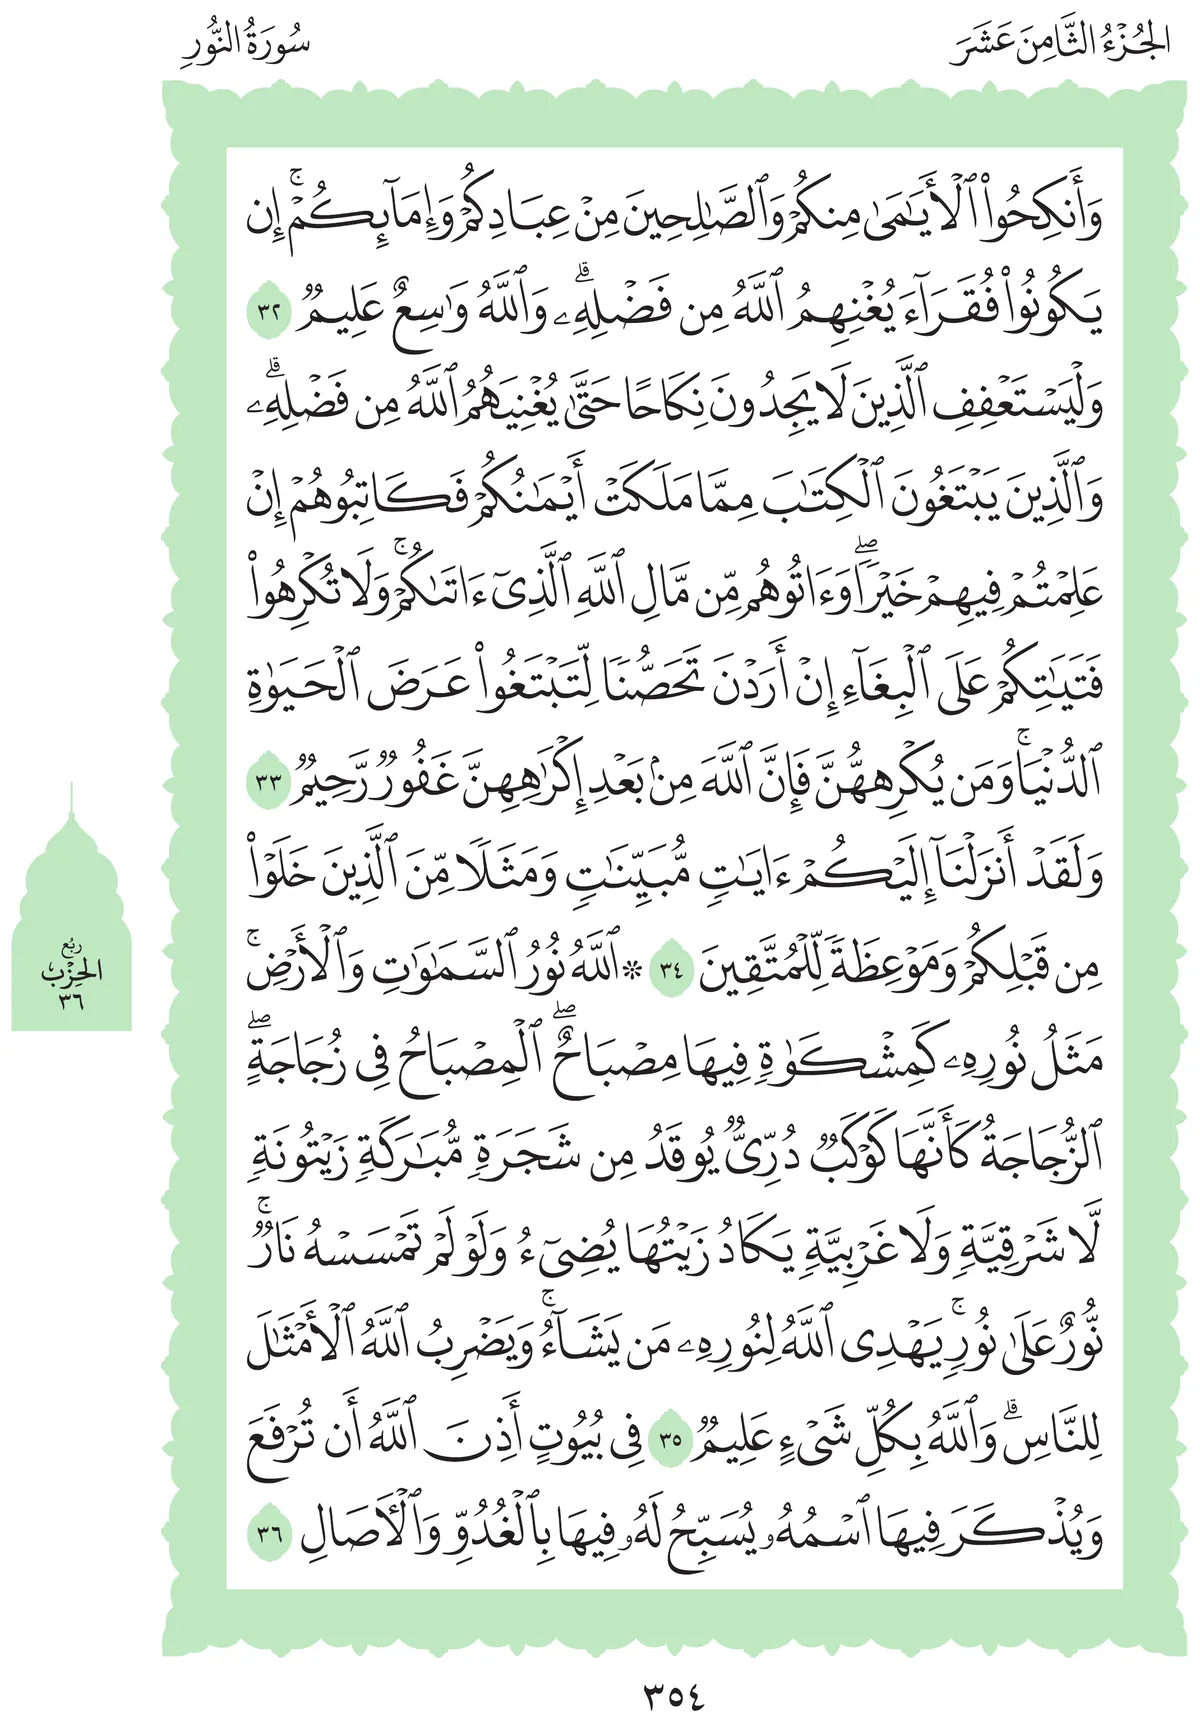 الجُزْءُ الثَّامِنَ عَشَرَ
سُورَةُ النُّورِ
وَأَنكِحُوا۟ ٱلۡأَيَٰمَىٰ مِنكُمۡ وَٱلصَّٰلِحِينَ مِنۡ عِبَادِكُمۡ وَإِمَآئِكُمۡۚ إِن
يَكُونُوا۟ فُقَرَآءَ يُغۡنِهِمُ ٱللَّهُ مِن فَضۡلِهِۦۗ وَٱللَّهُ وَٰسِعٌ عَلِيمٞ ٣٢
وَلۡيَسۡتَعۡفِفِ ٱلَّذِينَ لَا يَجِدُونَ نِكَاحًا حَتَّىٰ يُغۡنِيَهُمُ ٱللَّهُ مِن فَضۡلِهِۦۗ
وَٱلَّذِينَ يَبۡتَغُونَ ٱلۡكِتَٰبَ مِمَّا مَلَكَتۡ أَيۡمَٰنُكُمۡ فَكَاتِبُوهُمۡ إِنۡ
عَلِمۡتُمۡ فِيهِمۡ خَيۡرٗاۖ وَءَاتُوهُم مِّن مَّالِ ٱللَّهِ ٱلَّذِيٓ ءَاتَىٰكُمۡۚ وَلَا تُكۡرِهُوا۟
فَتَيَٰتِكُمۡ عَلَى ٱلۡبِغَآءِ إِنۡ أَرَدۡنَ تَحَصُّنٗا لِّتَبۡتَغُوا۟ عَرَضَ ٱلۡحَيَوٰةِ
ٱلدُّنۡيَاۚ وَمَن يُكۡرِههُّنَّ فَإِنَّ ٱللَّهَ مِنۢ بَعۡدِ إِكۡرَٰهِهِنَّ غَفُورٞ رَّحِيمٞ ٣٣
وَلَقَدۡ أَنزَلۡنَآ إِلَيۡكُمۡ ءَايَٰتٖ مُّبَيِّنَٰتٖ وَمَثَلٗا مِّنَ ٱلَّذِينَ خَلَوۡا۟
مِن قَبۡلِكُمۡ وَمَوۡعِظَةٗ لِّلۡمُتَّقِينَ ٣٤ ۞ ٱللَّهُ نُورُ ٱلسَّمَٰوَٰتِ وَٱلۡأَرۡضِۚ
مَثَلُ نُورِهِۦ كَمِشۡكَوٰةٖ فِيهَا مِصۡبَاحٌۖ ٱلۡمِصۡبَاحُ فِي زُجَاجَةٍۖ
ٱلزُّجَاجَةُ كَأَنَّهَا كَوۡكَبٞ دُرِّيّٞ يُوقَدُ مِن شَجَرَةٖ مُّبَٰرَكَةٖ زَيۡتُونَةٖ
لَّا شَرۡقِيَّةٖ وَلَا غَرۡبِيَّةٖ يَكَادُ زَيۡتُهَا يُضِيٓءُ وَلَوۡ لَمۡ تَمۡسَسۡهُ نَارٞۚ
نُّورٌ عَلَىٰ نُورٖۚ يَهۡدِي ٱللَّهُ لِنُورِهِۦ مَن يَشَآءُۚ وَيَضۡرِبُ ٱللَّهُ ٱلۡأَمۡثَٰلَ
لِلنَّاسِۗ وَٱللَّهُ بِكُلِّ شَيۡءٍ عَلِيمٞ ٣٥ فِي بُيُوتٍ أَذِنَ ٱللَّهُ أَن تُرۡفَعَ
وَيُذۡكَرَ فِيهَا ٱسۡمُهُۥ يُسَبِّحُ لَهُۥ فِيهَا بِٱلۡغُدُوِّ وَٱلۡأٓصَالِ ٣٦
رُبُع
الحِزْبِ
٣٦
٣٥٤